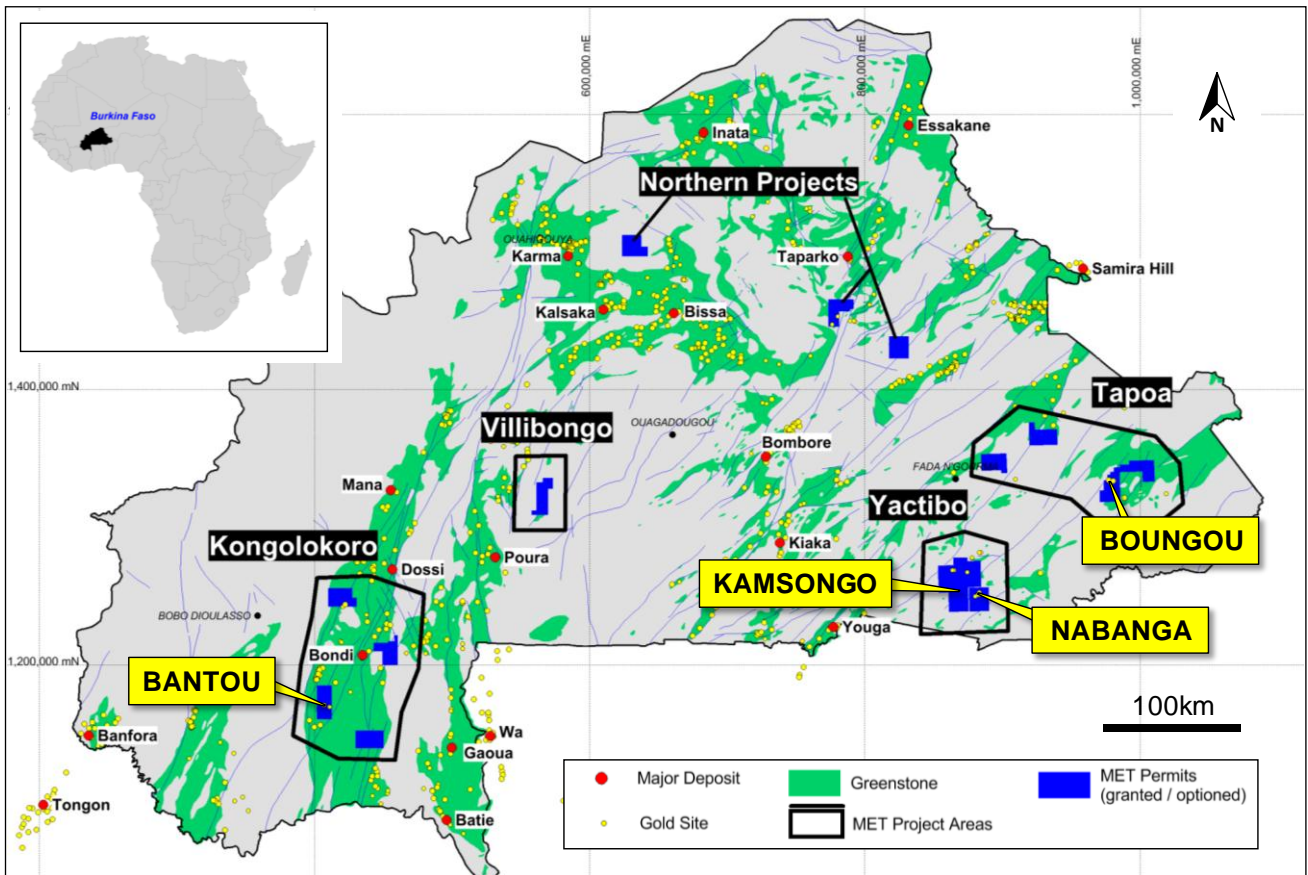 Burkina Faso
600,000 mE
800,000 mE
1,000,000 mE
N
Inata
Essakane
Northern Projects
OUAHIGOUYA
Karma
Taparko
Samira Hill
Kalsaka
Bissa
1,400,000 mN
Tapoa
Villibongo
OUAGADOUGOU
Bombore
FADA
Mana
Yactibo
BOUNGOU
Kongolokoro
Kiaka
Poura
Dossi
KAMSONGO
BOBO DIOULASSO
NABANGA
Youga
1,200,000 mN
Bondi
BANTOU
100km
Banfora
Wa
Gaoua
Tongon
Batie
Major Deposit
Greenstone
MET Permits
(granted / optioned)
Gold Site
MET Project Areas